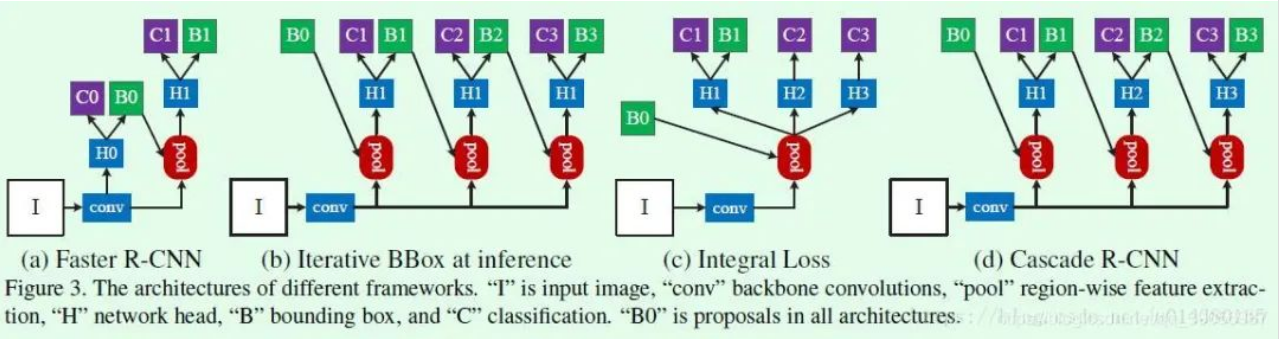 C1 B1 B0 C1 B1 C2 B2 C3 B3 C1 B1 C2 C3 B0 C1 B1 C2 B2 C3 B3
C0 B0 H1 H1 H1 H1 H1 H2 H3 H1 H2 H3
B0
H0 pool pool pool pool pool pool pool pool
I conv I conv I conv I conv
(a) Faster R-CNN (b) Iterative BBox at inference (c) Integral Loss (d) Cascade R-CNN
Figure 3. The architectures of different frameworks. “I” is input image, “conv” backbone convolutions, “pool” region-wise feature extrac-
tion, “H” network head, “B” bounding box, and “C” classification. “B0” is proposals in all architectures.